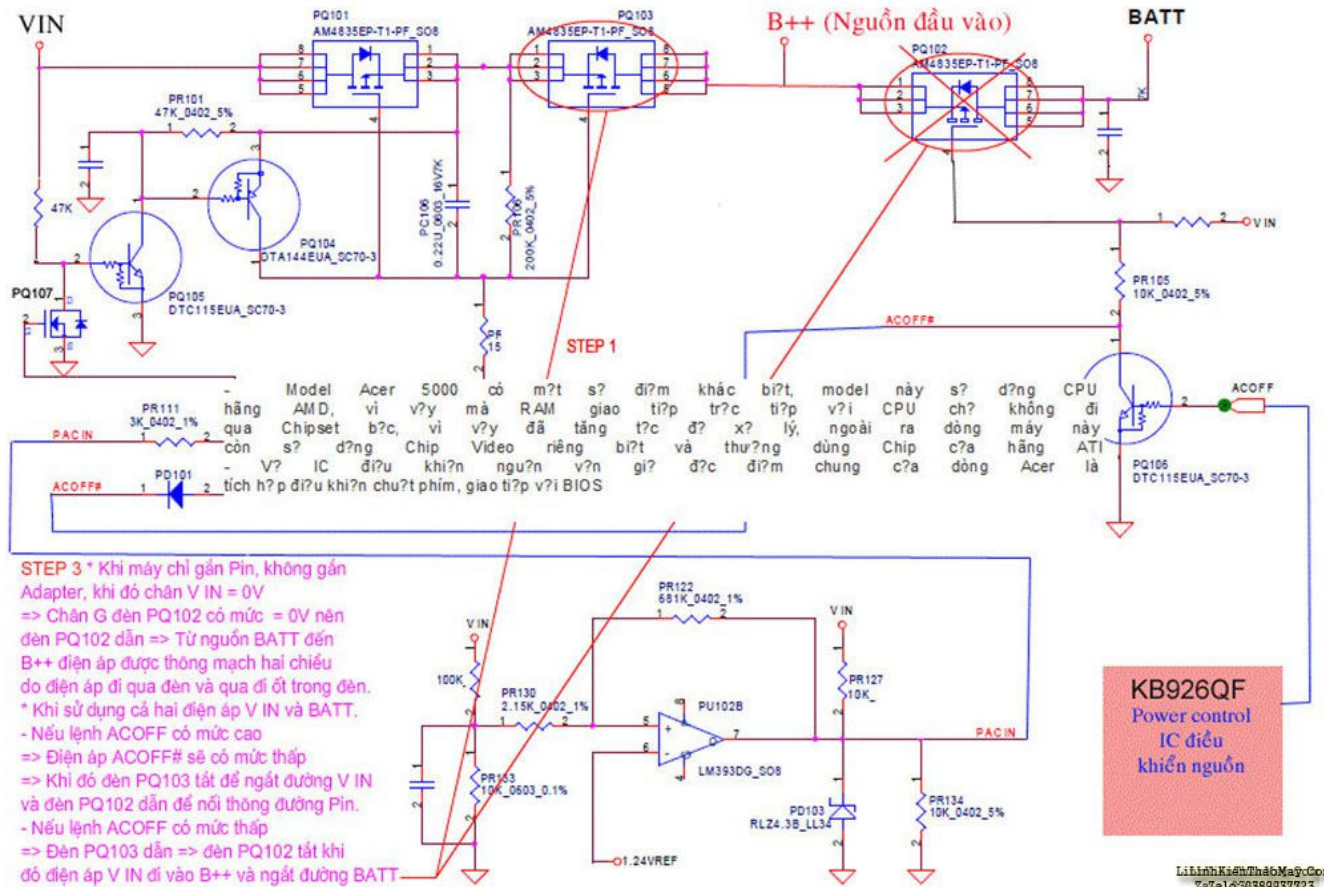 VIN
PQ101
AM4835EP-T1-PF_SO8
PQ103
AM4835EP-T1-PF_SO8
B++ (Nguồn đầu vào)
BATT
PQ102
AM4835EP-T1-PF_SO8
PR101
47K_0402_5%
47K
PC106
0.22U_0603_16V7K
200K_0402_5%
PQ104
DTA144EUA_SC70-3
PQ105
DTC115EUA_SC70-3
PQ107
VIN
PR105
10K_0402_5%
ACOFF#
STEP 1
ACOFF
PQ106
DTC115EUA_SC70-3
- Model Acer 5000 có m?t s? đi?m khác bi?t, model này s? d?ng CPU
hãng AMD, vì v?y mà RAM giao ti?p tr?c ti?p v?i CPU ch? không đi
qua Chipset b?c, vì v?y đã tăng t?c đ? x? lý, ngoài ra dòng máy này
còn s? d?ng Chip Video riêng bi?t và thư?ng dùng Chip c?a hãng ATI
- V? IC đi?u khi?n ngu?n v?n gi? đ?c đi?m chung c?a dòng Acer là
tích h?p đi?u khi?n chu?t phím, giao ti?p v?i BIOS
PR111
3K_0402_1%
PACIN
PD101
ACOFF#
STEP 3 * Khi máy chỉ gắn Pin, không gắn
Adapter, khi đó chân V IN = 0V
=> Chân G đèn PQ102 có mức = 0V nên
đèn PQ102 dẫn => Từ nguồn BATT đến
B++ điện áp được thông mạch hai chiều
do điện áp đi qua đèn và qua đi ốt trong đèn.
* Khi sử dụng cả hai điện áp V IN và BATT.
- Nếu lệnh ACOFF có mức cao
=> Điện áp ACOFF# sẽ có mức thấp
=> Khi đó đèn PQ103 tắt để ngắt đường V IN
và đèn PQ102 dẫn để nối thông đường Pin.
- Nếu lệnh ACOFF có mức thấp
=> Đèn PQ103 dẫn => đèn PQ102 tắt khi
đó điện áp V IN đi vào B++ và ngắt đường BATT
VIN
100K_
PR130
2.15K_0402_1%
PR122
681K_0402_1%
PU102B
LM393DG_SO8
10K_0603_0.1%
1.24VREF
VIN
PR127
10K_
PACIN
PD103
RLZ4.3B_LL34
PR134
10K_0402_5%
KB926QF
Power control
IC điều
khiển nguồn